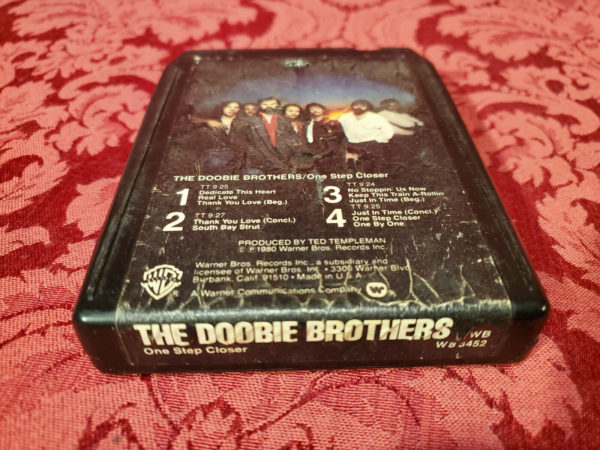 THE DOOBIE BROTHERS/One Step Closer
1
TT 9:25
Dedicate This Heart
Real Love
Thank You Love (Beg.)
2
TT 9:27
Thank You Love (Concl.)
South Bay Strut
3
TT 9:24
No Stoppin' Us Now
Keep This Train A-Rollin'
Just in Time (Beg.)
4
TT 9:25
Just in Time (Concl.)
One Step Closer
One By One
PRODUCED BY TED TEMPLEMAN
© ℗ 1980 Warner Bros. Records Inc.
Warner Bros. Records Inc., a subsidiary and
licensee of Warner Bros. Inc. • 3300 Warner Blvd.
Burbank, Calif. 91510 • Made in U.S.A.
A Warner Communications Company
THE DOOBIE BROTHERS
One Step Closer
WB